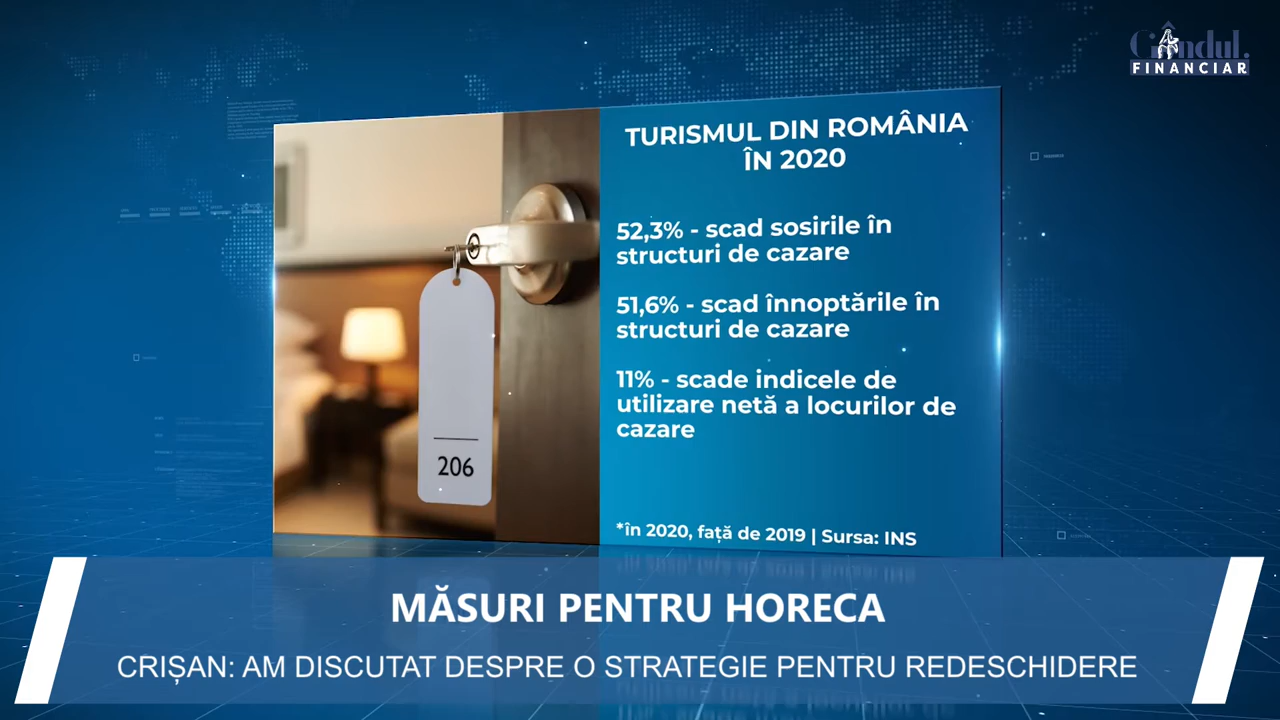 Gândul.
FINANCIAR
TURISMUL DIN ROMÂNIA
ÎN 2020
52,3% - scad sosirile în
structuri de cazare
51,6% - scad înnoptările în
structuri de cazare
11% - scade indicele de
utilizare netă a locurilor de
cazare
206
*în 2020, față de 2019 | Sursa: INS
MĂSURI PENTRU HORECA
CRIȘAN: AM DISCUTAT DESPRE O STRATEGIE PENTRU REDESCHIDERE